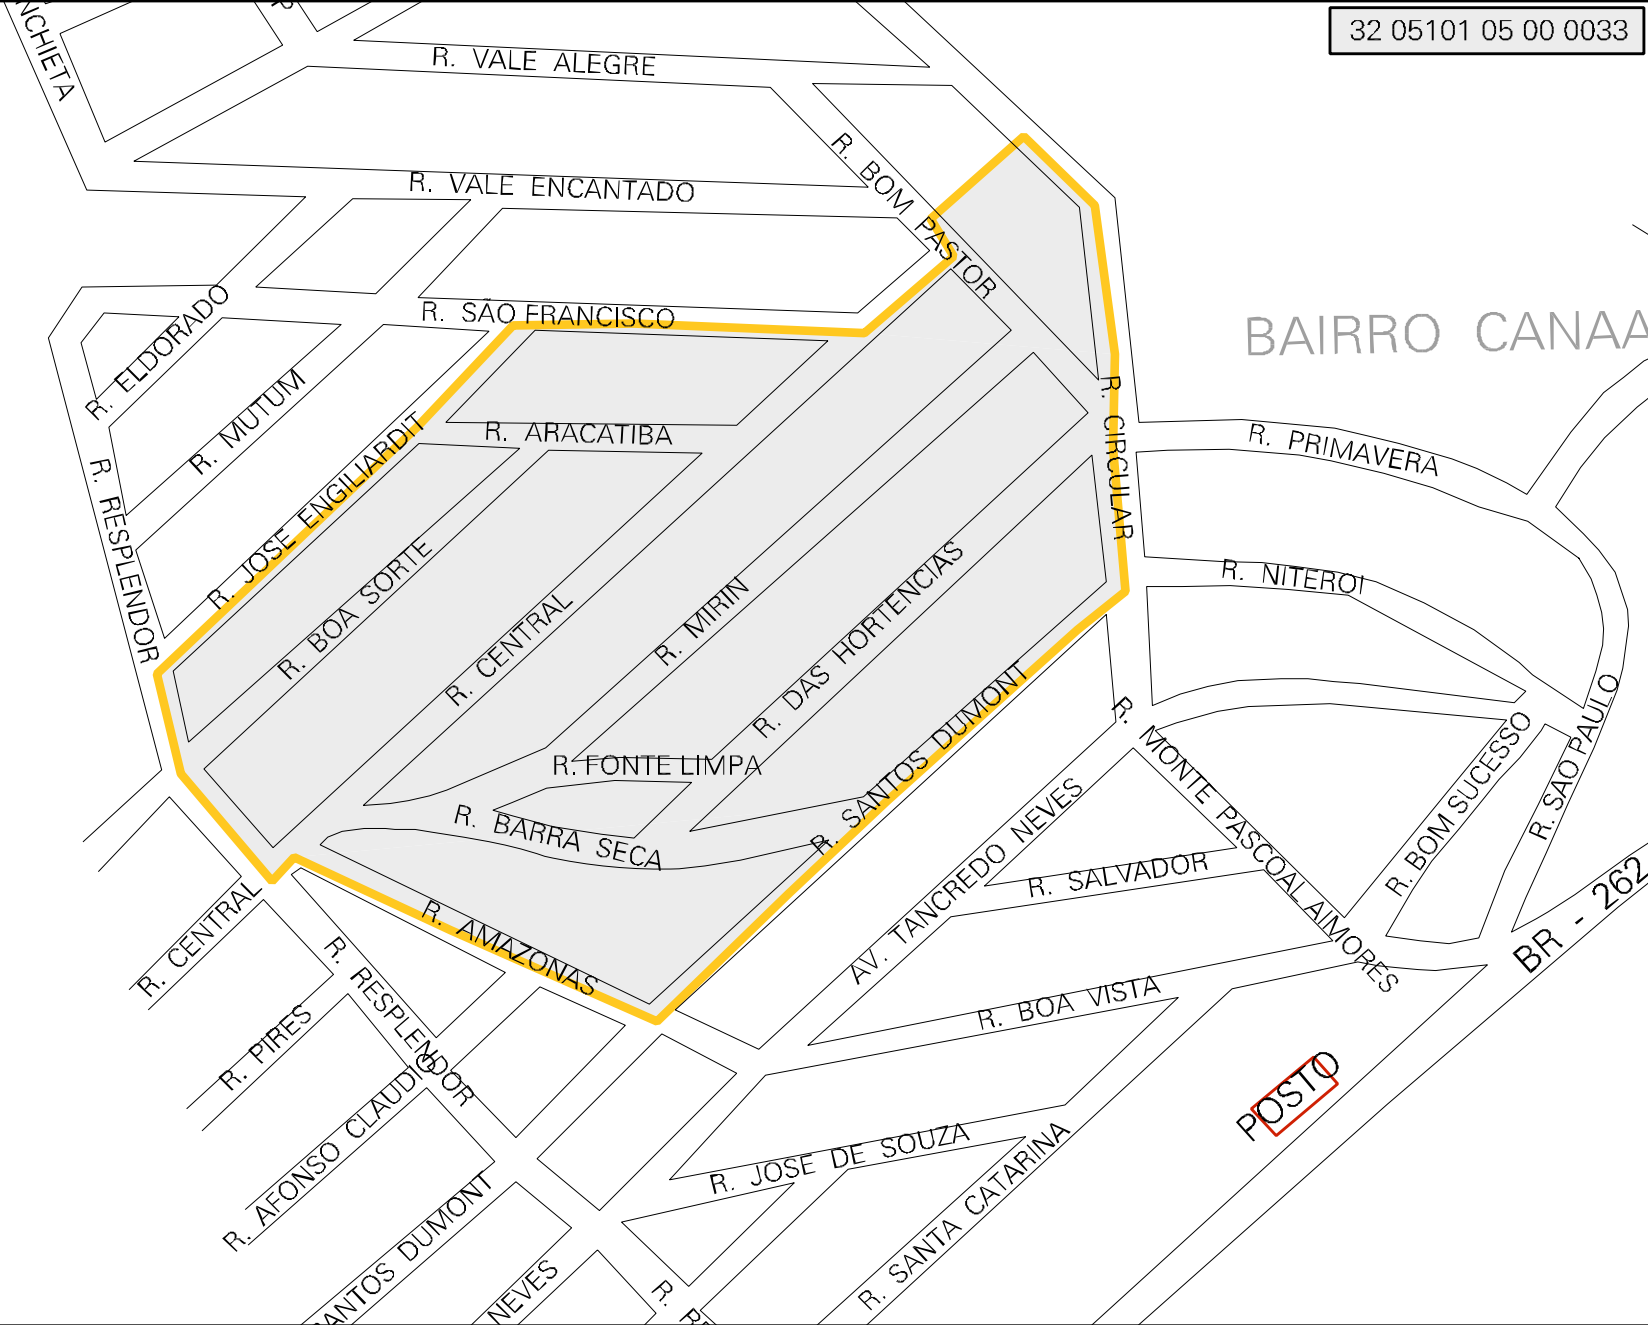 32 05101 05 00 0033
R. VALE ALEGRE
R. BOM PASTOR
R. VALE ENCANTADO
R. SÃO FRANCISCO
R. ELDORADO
R. MUTUM
BAIRRO CANAA
R. JOSE ENGILIARDIT
R. ARACATIBA
R. CIRCULAR
R. PRIMAVERA
R. RESPLENDOR
R. BOA SORTE
R. CENTRAL
R. MIRIN
R. DAS HORTENCIAS
R. NITEROI
R. FONTE LIMPA
R. BARRA SECA
R. SANTOS DUMONT
R. MONTE PASCOAL AIMORES
R. BOM SUCESSO
R. SAO PAULO
AV. TANCREDO NEVES
R. SALVADOR
BR - 262
R. CENTRAL
R. AMAZONAS
R. RESPLENDOR
R. PIRES
R. BOA VISTA
POSTO
R. AFONSO CLAUDIO
R. JOSE DE SOUZA
R. SANTA CATARINA
ANTOS DUMONT
NEVES
R. RE
NCHIETA